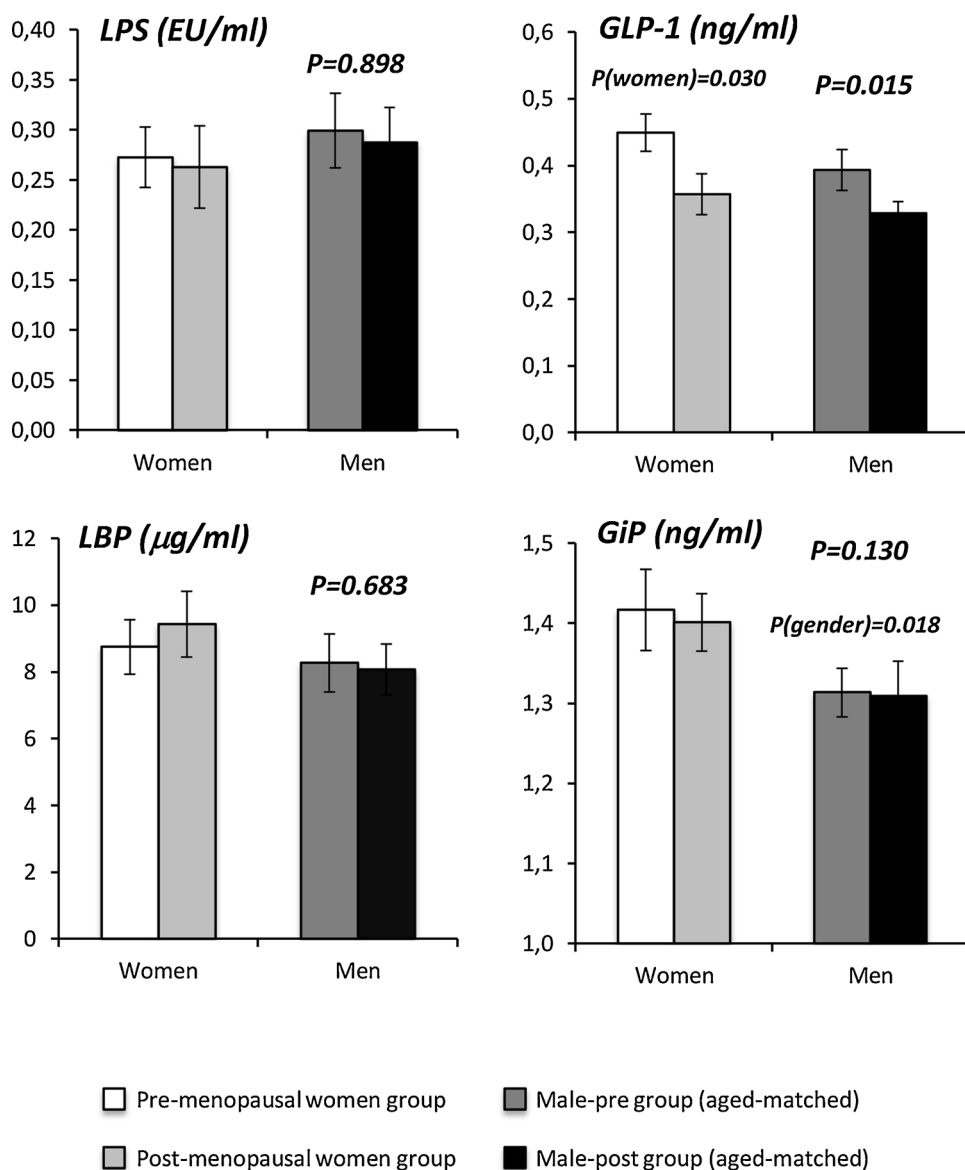 LPS (EU/ml)
P=0.898
0,40
0,35
0,30
0,25
0,20
0,15
0,10
0,05
0,00
Women
Men
GLP-1 (ng/ml)
P(women)=0.030
P=0.015
0,6
0,5
0,4
0,3
0,2
0,1
0,0
Women
Men
LBP (μg/ml)
P=0.683
12
10
8
6
4
2
0
Women
Men
GiP (ng/ml)
P=0.130
P(gender)=0.018
1,5
1,4
1,3
1,2
1,1
1,0
Women
Men
Pre-menopausal women group
Male-pre group (aged-matched)
Post-menopausal women group
Male-post group (aged-matched)